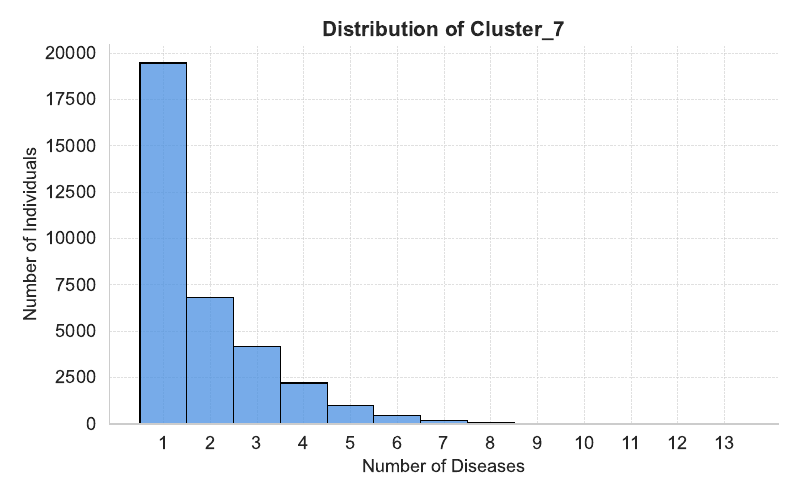 Distribution of Cluster_7
20000
17500
15000
12500
10000
7500
5000
2500
0
Number of Individuals
1 2 3 4 5 6 7 8 9 10 11 12 13
Number of Diseases